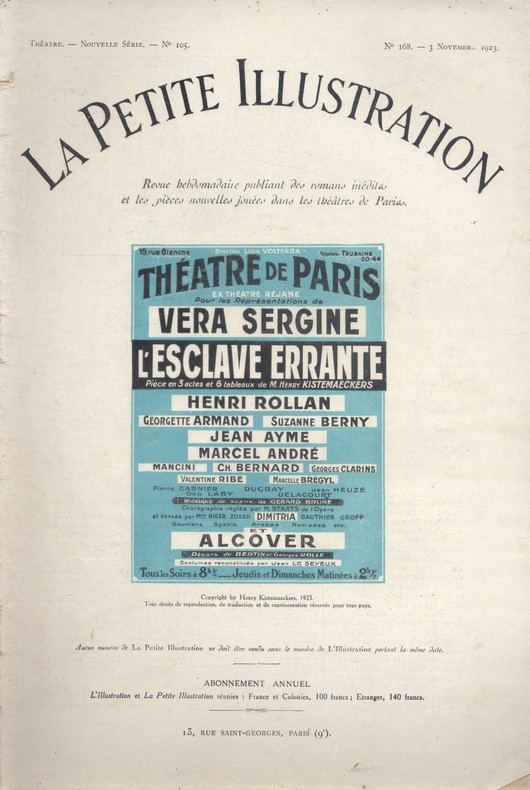 THÉATRE. — NOUVELLE SÉRIE. — N° 105.
N° 168. — 3 NOVEMBRE 1923.
LA PETITE ILLUSTRATION
Revue hebdomadaire publiant des romans inédits
et les pièces nouvelles jouées dans les théâtres de Paris.
15, rue Blanche
Direction Léon VOLTERRA
Téléphone: TRUDAINE 20-44
THÉATRE DE PARIS
EX THÉATRE REJANE
Pour les Représentations de
VERA SERGINE
L'ESCLAVE ERRANTE
Pièce en 3 actes et 6 tableaux de M. HENRY KISTEMAECKERS
HENRI ROLLAN
GEORGETTE ARMAND SUZANNE BERNY
JEAN AYME
MARCEL ANDRÉ
MANCINI CH. BERNARD GEORGES CLARINS
VALENTINE RIBE MARCELLE BREGYL
Pierre GARNIER DUCRAY Jean HEUZÉ
Géo LABY DELACOURT
Musique de scène de GERARD BRUNE
Chorégraphie réglée par M. STAATS de l'Opéra
et dansée par Mmes NIGER ZORAH DIMITRIA GAUTHIER GROFF
Goumiers, Spahis, Arabes, Nomades, etc.
ET
ALCOVER
Décors de BERTIN et Georges ROLLE
Costumes reconstitués par Jean LE SEYEUX
Tous les Soirs à 8h½ — Jeudis et Dimanches Matinées à 2h½
Copyright by Henry Kistemaeckers, 1923.
Tous droits de reproduction, de traduction et de représentation réservés pour tous pays.
Aucun numéro de La Petite Illustration ne doit être vendu sans le numéro de L'Illustration portant la même date.
ABONNEMENT ANNUEL
L'Illustration et La Petite Illustration réunies : France et Colonies, 100 francs ; Etranger, 140 francs.
13, RUE SAINT-GEORGES, PARIS (9e).